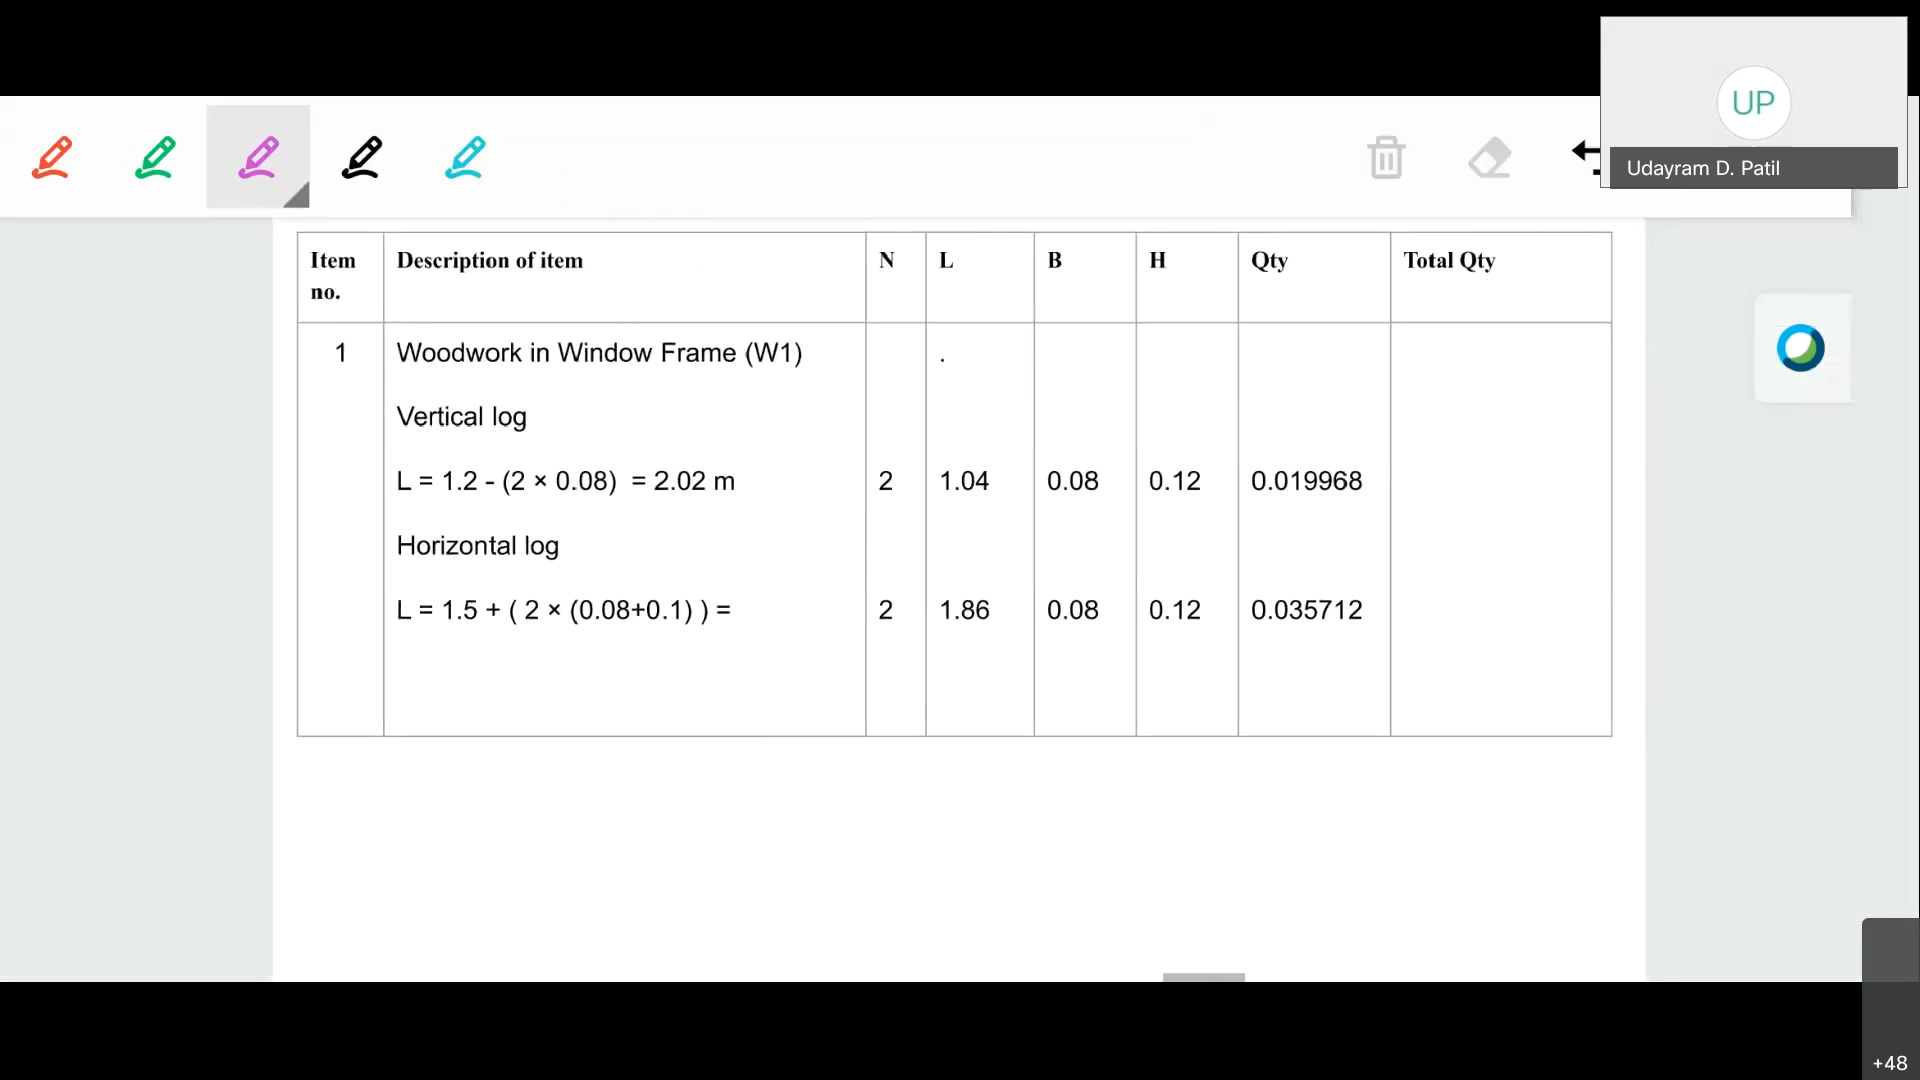 UP
Udayram D. Patil
Item no. Description of item N L B H Qty Total Qty
1 Woodwork in Window Frame (W1) .
Vertical log
L = 1.2 - (2 × 0.08) = 2.02 m 2 1.04 0.08 0.12 0.019968
Horizontal log
L = 1.5 + ( 2 × (0.08+0.1) ) = 2 1.86 0.08 0.12 0.035712
+48